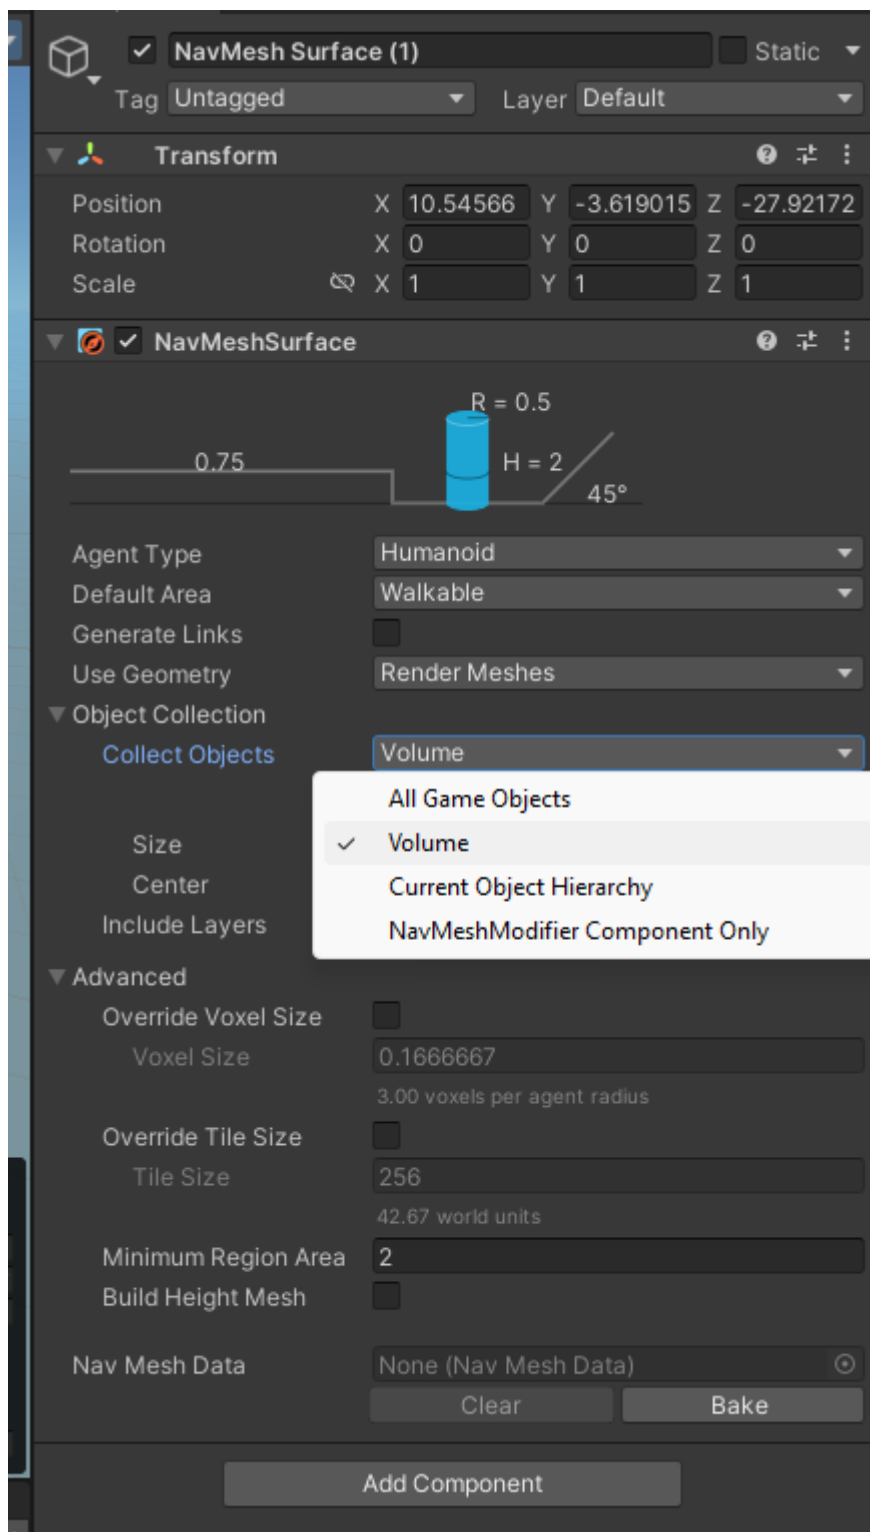 NavMesh Surface (1) Static
Tag Untagged Layer Default
Transform
Position X 10.54566 Y -3.619015 Z -27.92172
Rotation X 0 Y 0 Z 0
Scale X 1 Y 1 Z 1
NavMeshSurface
R = 0.5
0.75 H = 2
45°
Agent Type Humanoid
Default Area Walkable
Generate Links
Use Geometry Render Meshes
Object Collection
Collect Objects Volume
All Game Objects
Size Volume
Center Current Object Hierarchy
Include Layers NavMeshModifier Component Only
Advanced
Override Voxel Size
Voxel Size 0.1666667
3.00 voxels per agent radius
Override Tile Size
Tile Size 256
42.67 world units
Minimum Region Area 2
Build Height Mesh
Nav Mesh Data None (Nav Mesh Data)
Clear Bake
Add Component